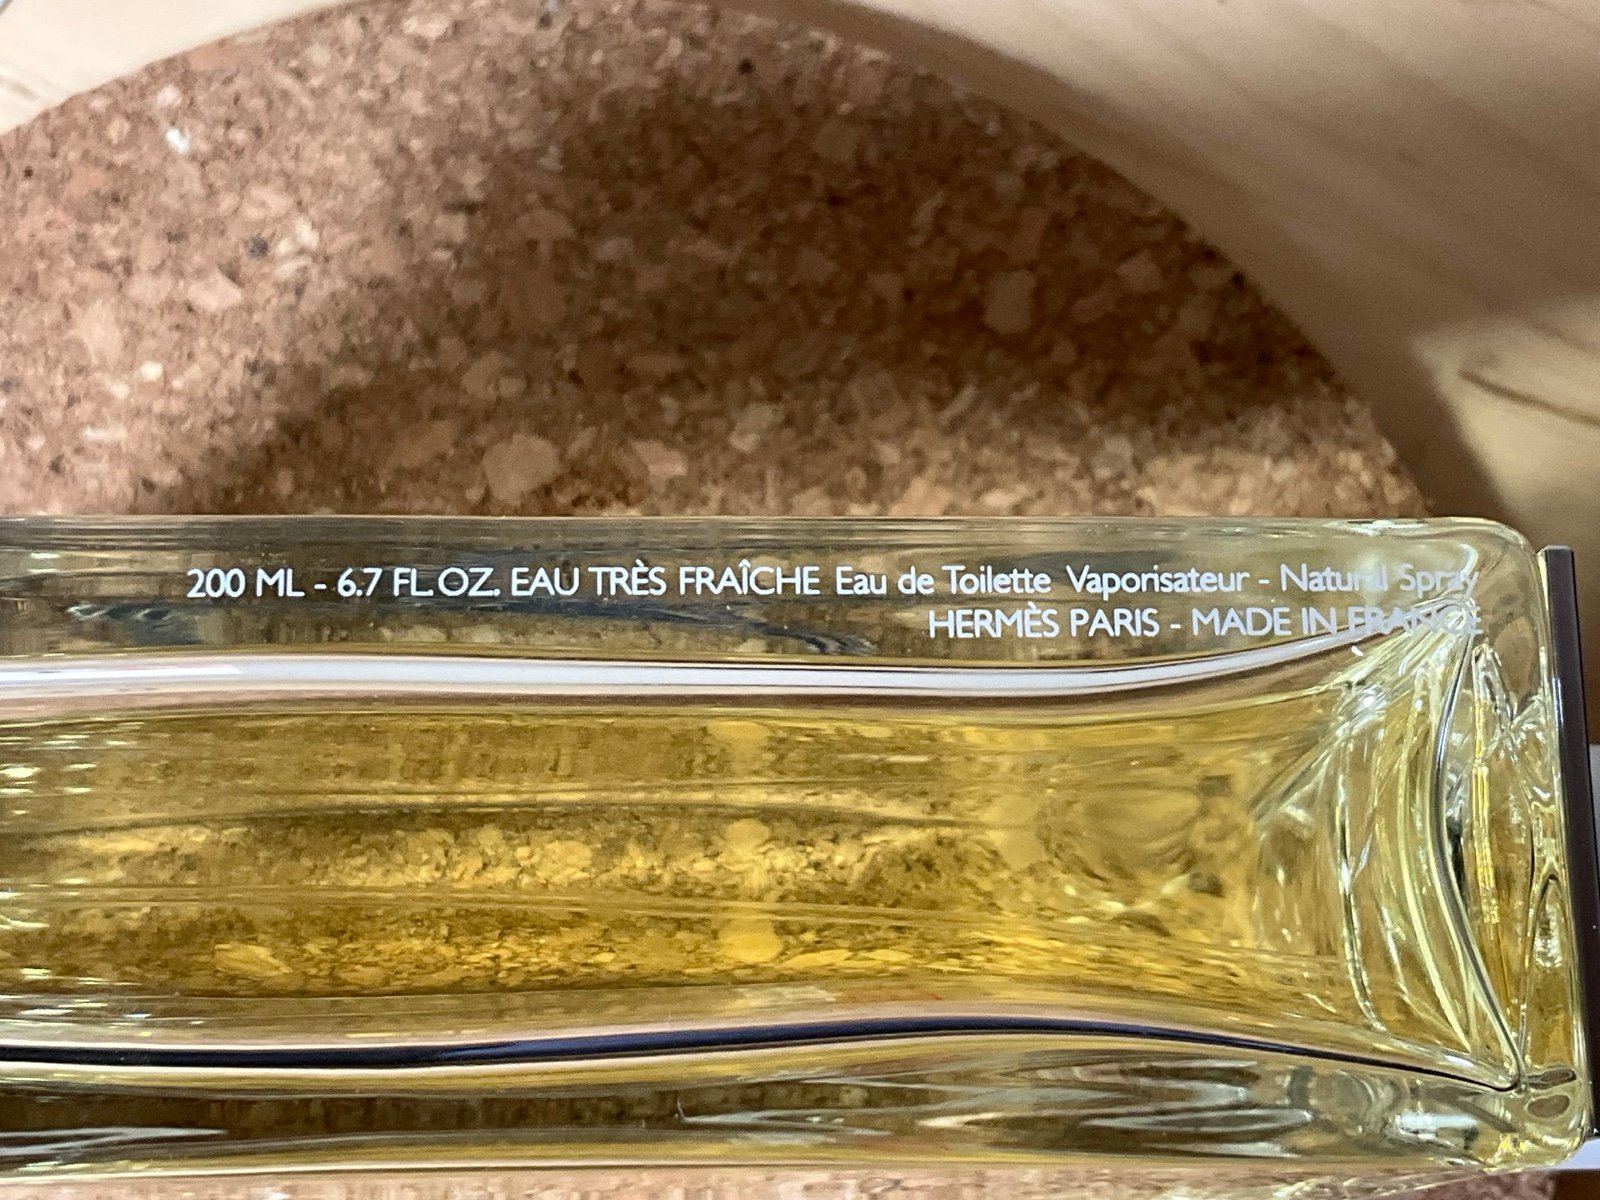 200 ML - 6.7 FL.OZ. EAU TRÈS FRAÎCHE Eau de Toilette Vaporisateur - Natural Spray
HERMÈS PARIS - MADE IN FRANCE